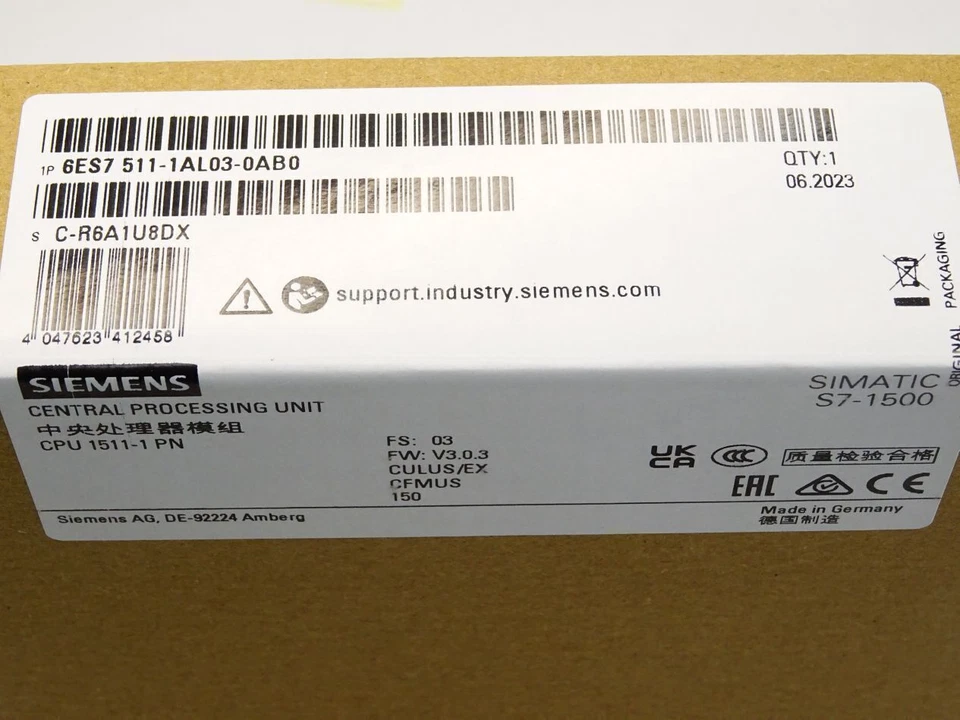 1P 6ES7 511-1AL03-0AB0
QTY:1
06.2023
S C-R6A1U8DX
4 047623 412458
support.industry.siemens.com
ORIGINAL PACKAGING
SIEMENS
SIMATIC
S7-1500
CENTRAL PROCESSING UNIT
中央处理器模组
CPU 1511-1 PN
FS: 03
FW: V3.0.3
CULUS/EX
CFMUS
150
UK
CA
CCC
质量检验合格
EAC
CE
Siemens AG, DE-92224 Amberg
Made in Germany
德国制造